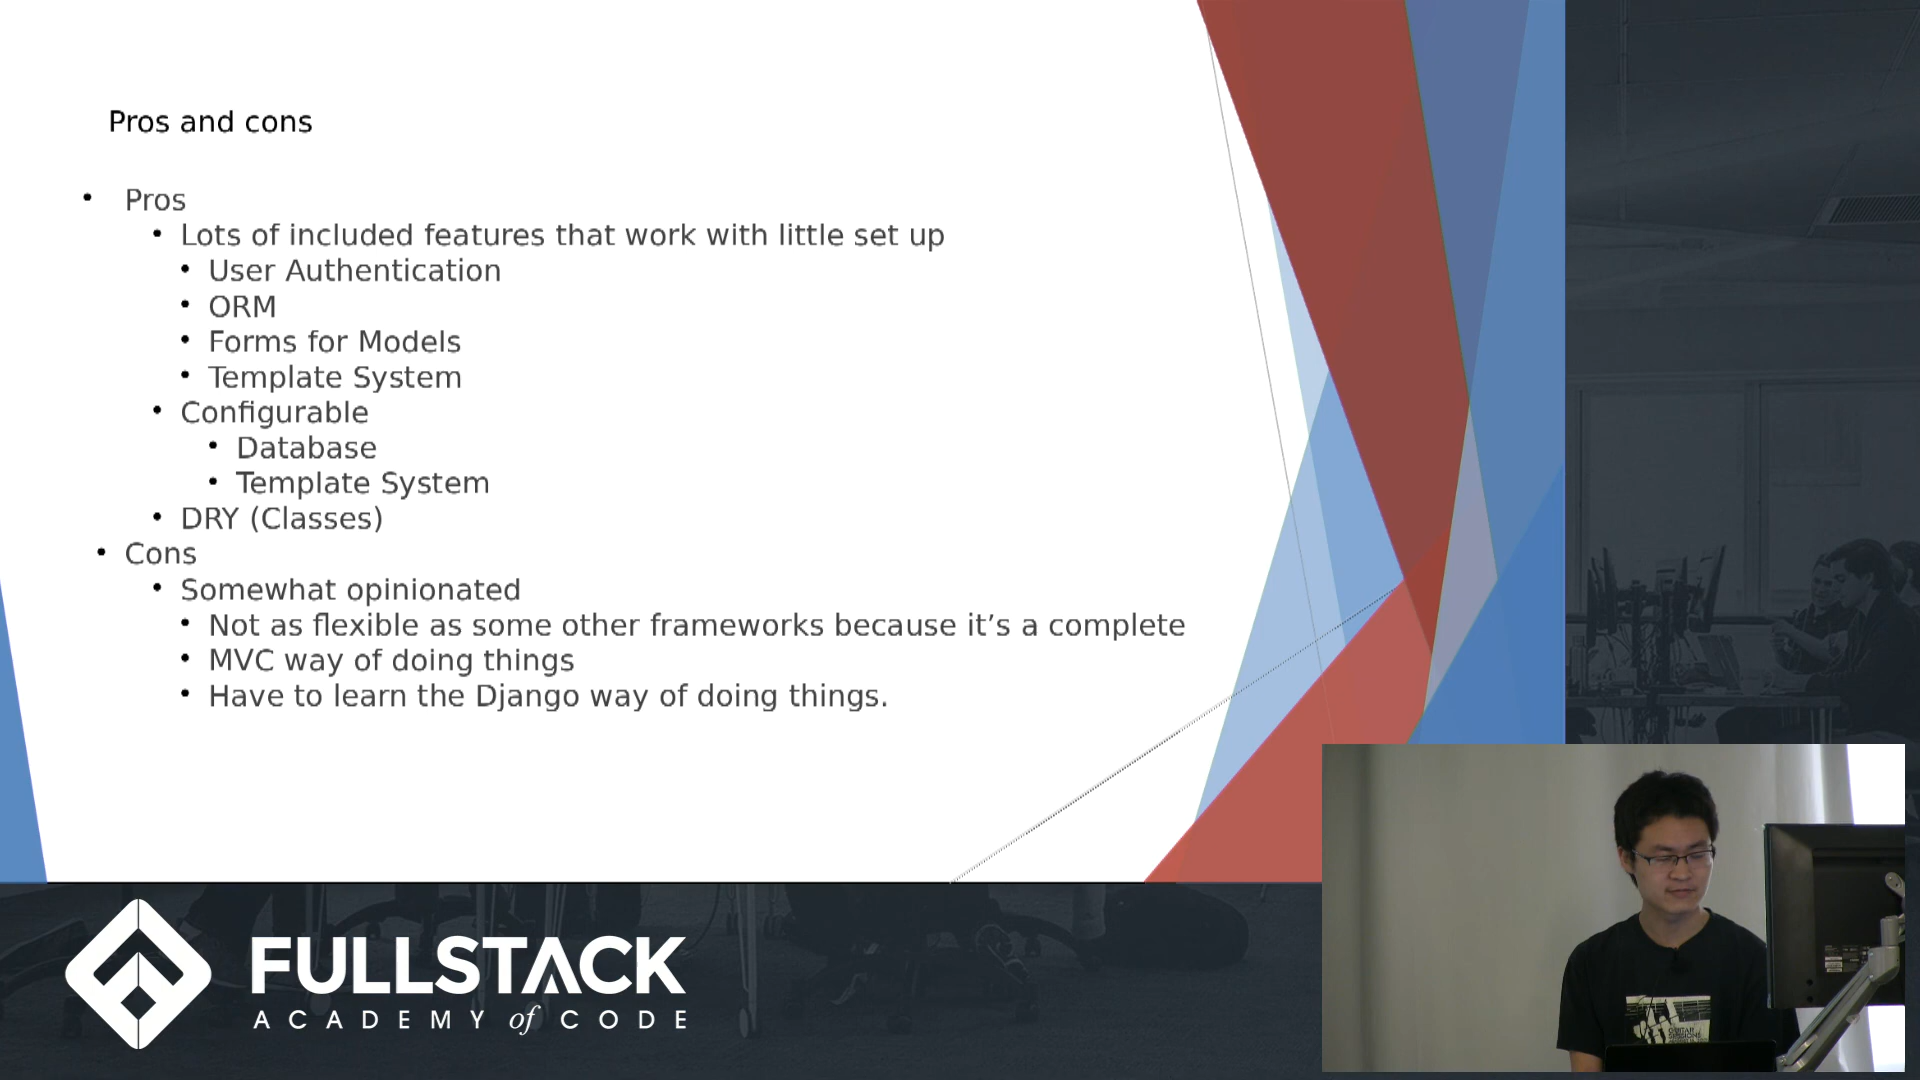 Pros and cons
• Pros
• Lots of included features that work with little set up
• User Authentication
• ORM
• Forms for Models
• Template System
• Configurable
• Database
• Template System
• DRY (Classes)
• Cons
• Somewhat opinionated
• Not as flexible as some other frameworks because it’s a complete
• MVC way of doing things
• Have to learn the Django way of doing things.
FULLSTACK
ACADEMY of CODE